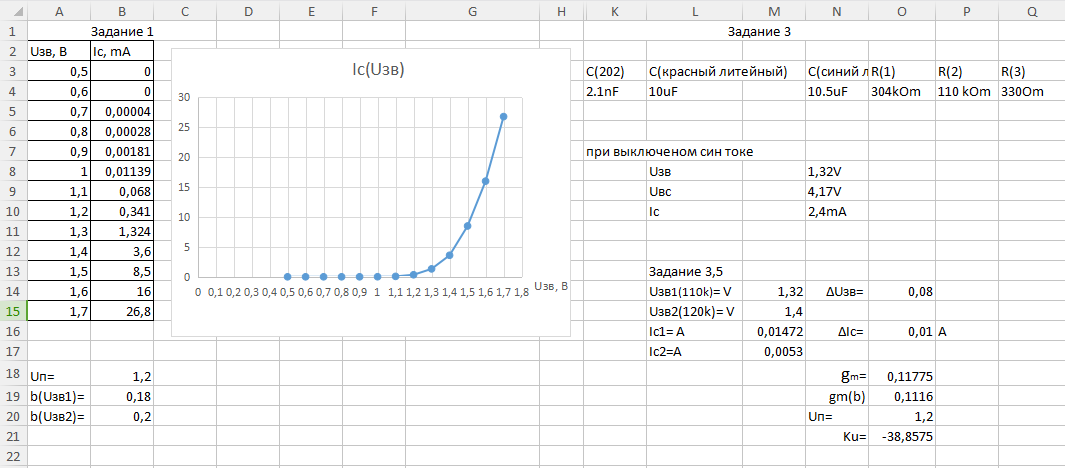 A B C D E F G H K L M N O P Q
1 Задание 1 Задание 3
2 Uзв, В Ic, mA
3 0,5 0 C(202) C(красный литейный) C(синий л R(1) R(2) R(3)
4 0,6 0 2.1nF 10uF 10.5uF 304kOm 110 kOm 330Om
5 0,7 0,00004
6 0,8 0,00028
7 0,9 0,00181 при выключеном син токе
8 1 0,01139 Uзв 1,32V
9 1,1 0,068 Uвс 4,17V
10 1,2 0,341 Ic 2,4mA
11 1,3 1,324
12 1,4 3,6
13 1,5 8,5 Задание 3,5
14 1,6 16 Uзв1(110k)= V 1,32 ΔUзв= 0,08
15 1,7 26,8 Uзв2(120k)= V 1,4
16 Ic1= A 0,01472 ΔIc= 0,01 A
17 Ic2=A 0,0053
18 Uп= 1,2 gm= 0,11775
19 b(Uзв1)= 0,18 gm(b) 0,1116
20 b(Uзв2)= 0,2 Uп= 1,2
21 Ku= -38,8575
22
Ic(Uзв)
30
25
20
15
10
5
0
0 0,1 0,2 0,3 0,4 0,5 0,6 0,7 0,8 0,9 1 1,1 1,2 1,3 1,4 1,5 1,6 1,7 1,8
Uзв, В